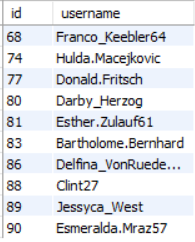 id username
68 Franco_Keebler64
74 Hulda.Macejkovic
77 Donald.Fritsch
80 Darby_Herzog
81 Esther.Zulauf61
83 Bartholome.Bernhard
86 Delfina_VonRuede...
88 Clint27
89 Jessyca_West
90 Esmeralda.Mraz57